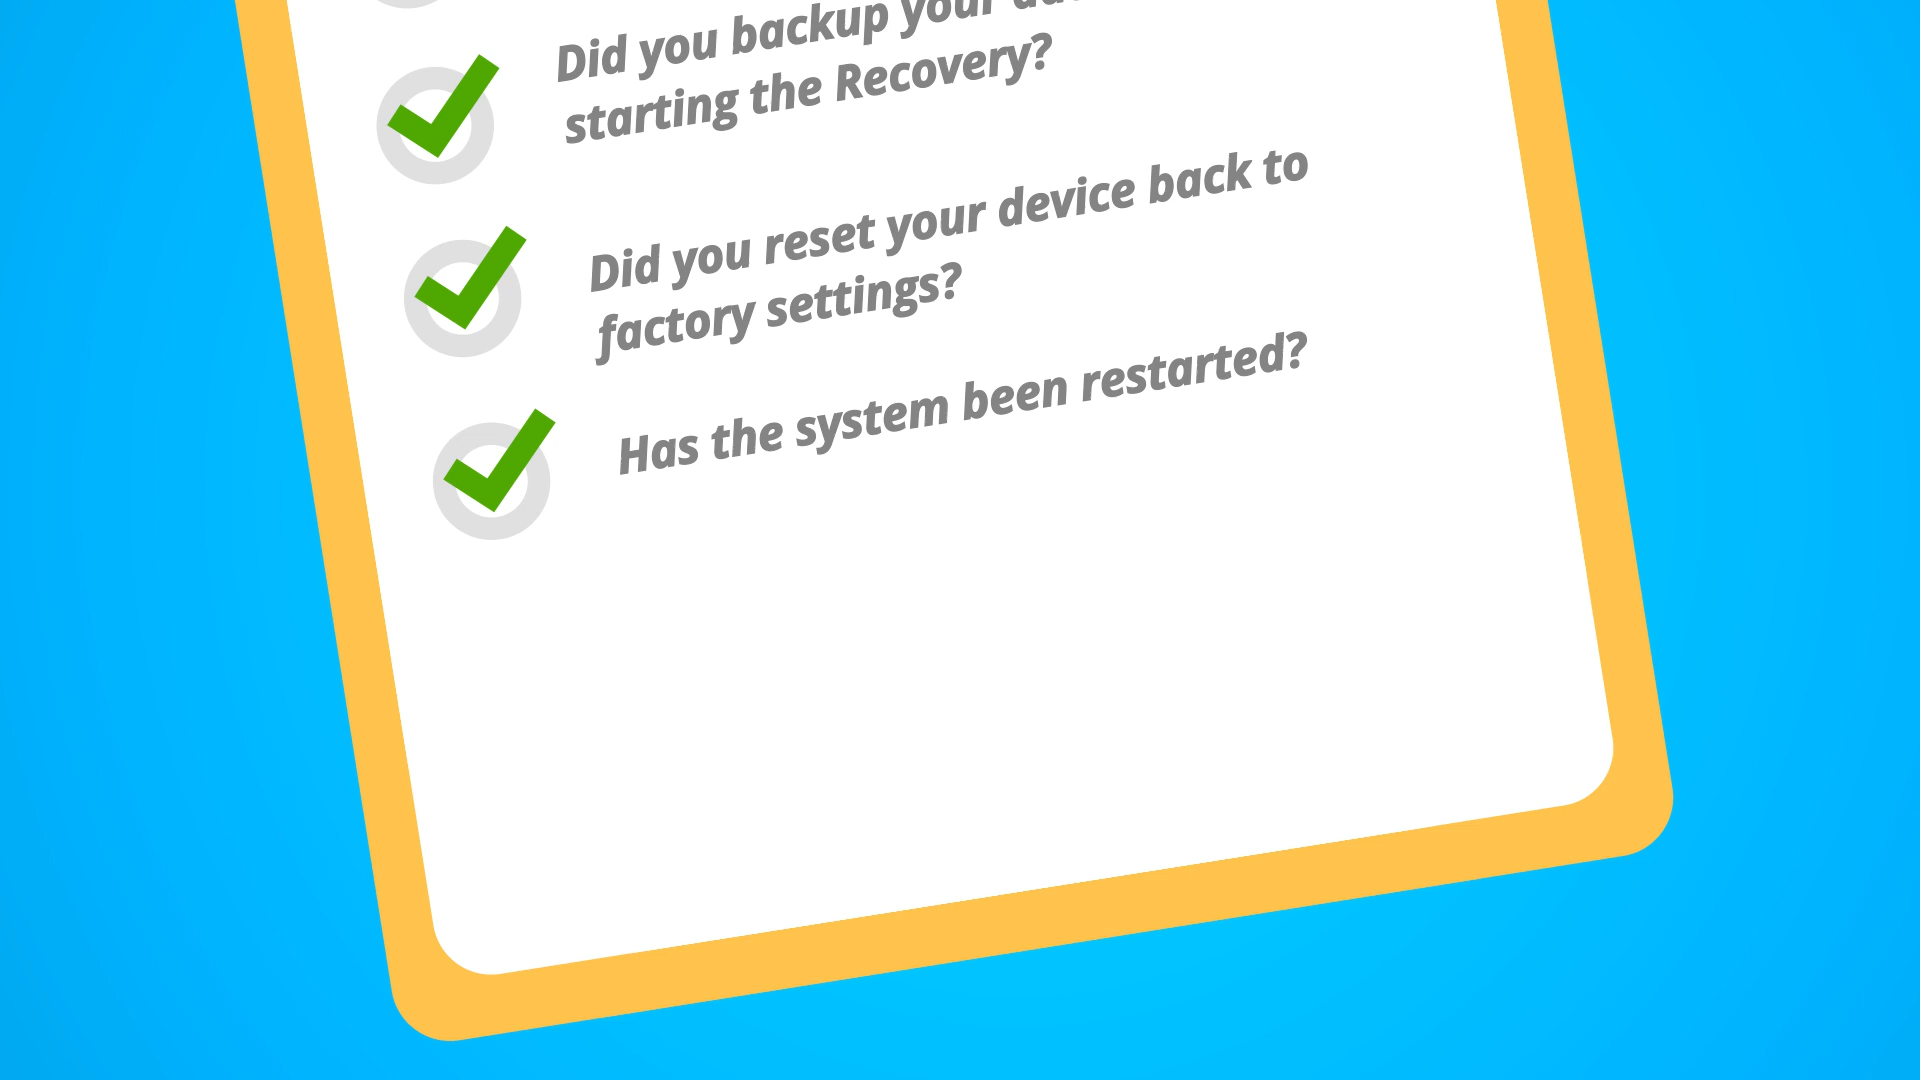 Did you backup your
starting the Recovery?
Did you reset your device back to
factory settings?
Has the system been restarted?